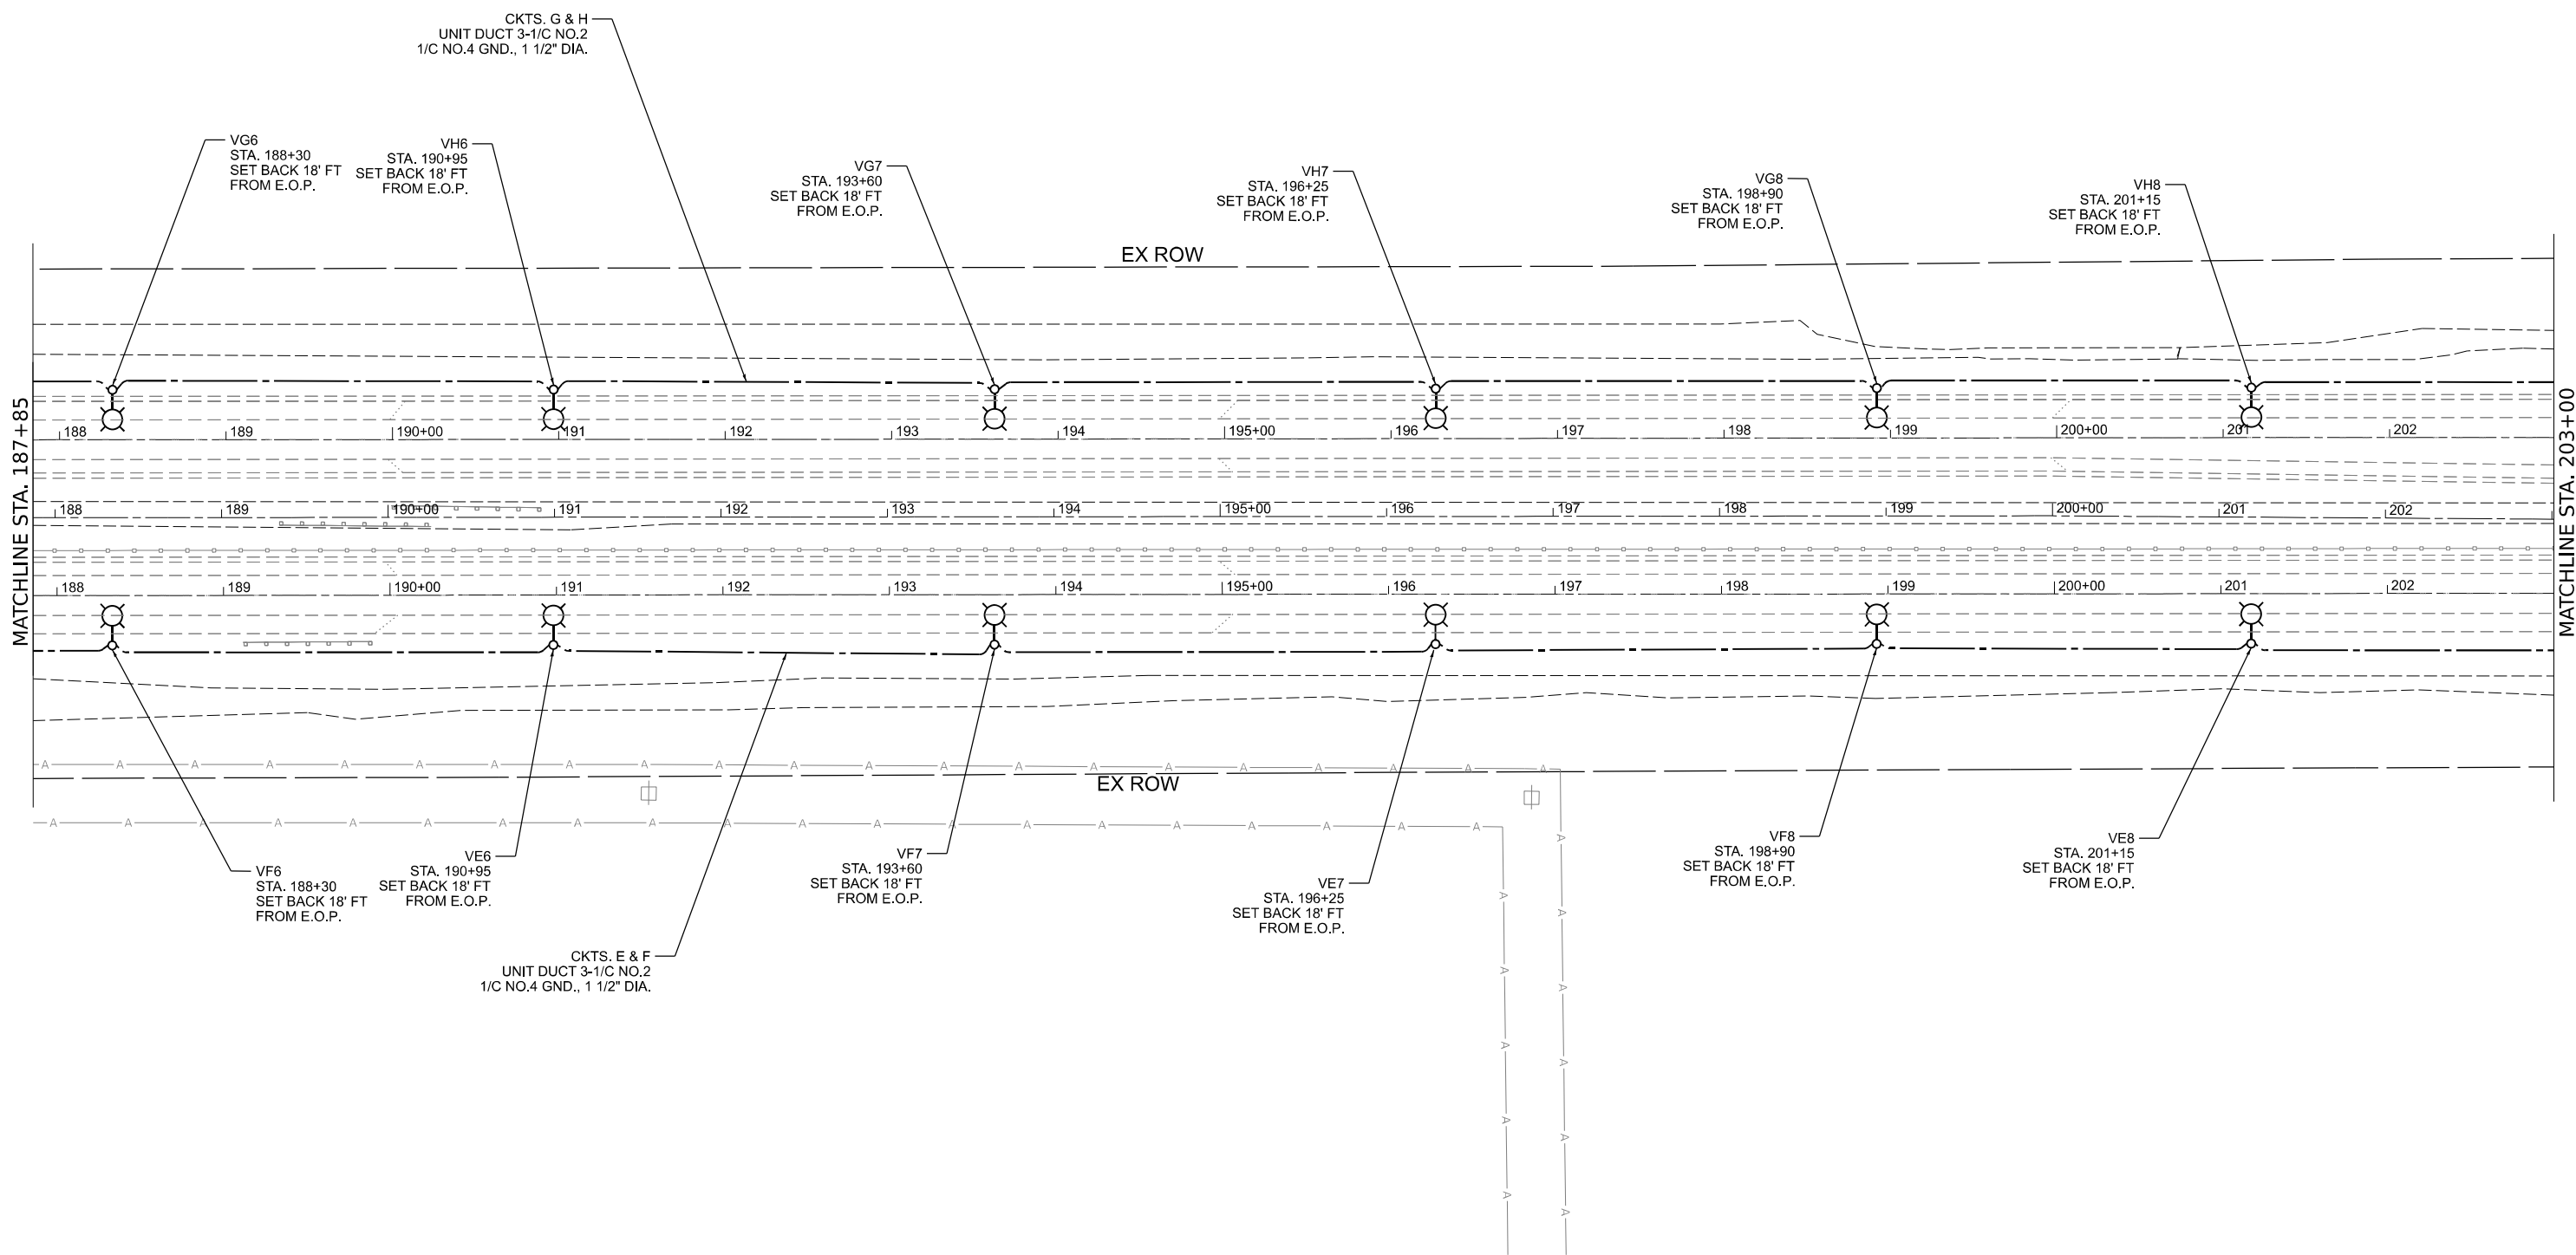 CKTS. G & H
UNIT DUCT 3-1/C NO.2
1/C NO.4 GND., 1 1/2" DIA.
VG6
STA. 188+30
SET BACK 18' FT
FROM E.O.P.
VH6
STA. 190+95
SET BACK 18' FT
FROM E.O.P.
VG7
STA. 193+60
SET BACK 18' FT
FROM E.O.P.
VH7
STA. 196+25
SET BACK 18' FT
FROM E.O.P.
VG8
STA. 198+90
SET BACK 18' FT
FROM E.O.P.
VH8
STA. 201+15
SET BACK 18' FT
FROM E.O.P.
EX ROW
MATCHLINE STA. 187+85
MATCHLINE STA. 203+00
188 189 190+00 191 192 193 194 195+00 196 197 198 199 200+00 201 202
188 189 190+00 191 192 193 194 195+00 196 197 198 199 200+00 201 202
188 189 190+00 191 192 193 194 195+00 196 197 198 199 200+00 201 202
A A A A A A A A A A A A A A A A A A A A A
EX ROW
A A A A A A A A A A A A A A A A A A A A
A
A
A
A
A
A
A
A
A
A
A
VF6
STA. 188+30
SET BACK 18' FT
FROM E.O.P.
VE6
STA. 190+95
SET BACK 18' FT
FROM E.O.P.
VF7
STA. 193+60
SET BACK 18' FT
FROM E.O.P.
VE7
STA. 196+25
SET BACK 18' FT
FROM E.O.P.
VF8
STA. 198+90
SET BACK 18' FT
FROM E.O.P.
VE8
STA. 201+15
SET BACK 18' FT
FROM E.O.P.
CKTS. E & F
UNIT DUCT 3-1/C NO.2
1/C NO.4 GND., 1 1/2" DIA.